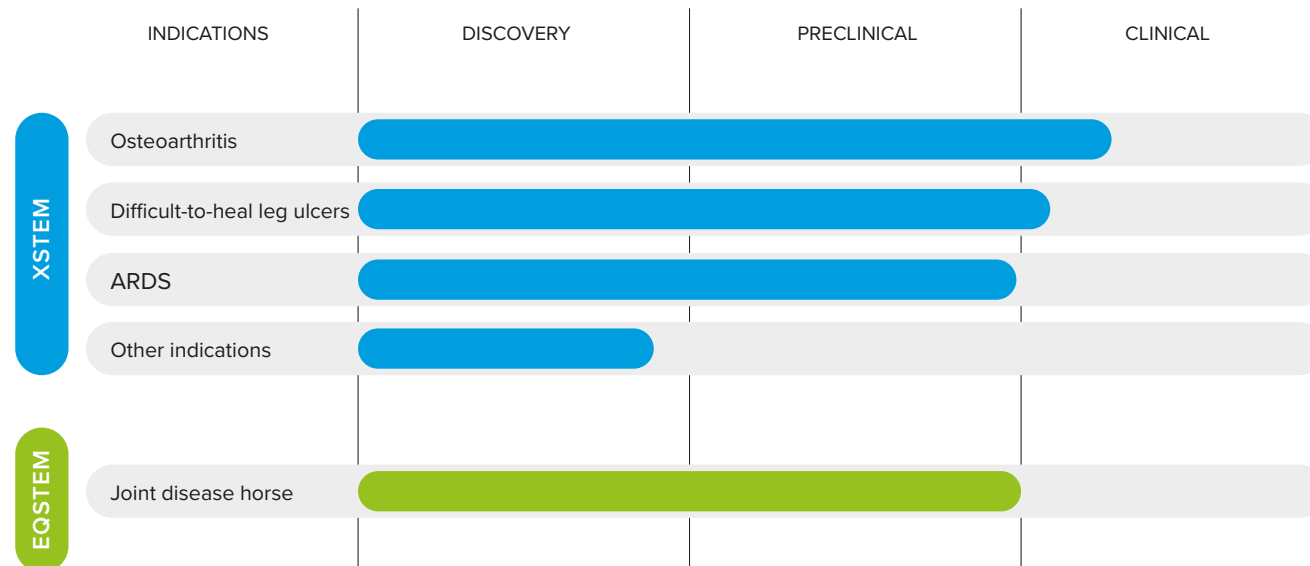 INDICATIONS DISCOVERY PRECLINICAL CLINICAL
XSTEM
Osteoarthritis
Difficult-to-heal leg ulcers
ARDS
Other indications
EQSTEM
Joint disease horse